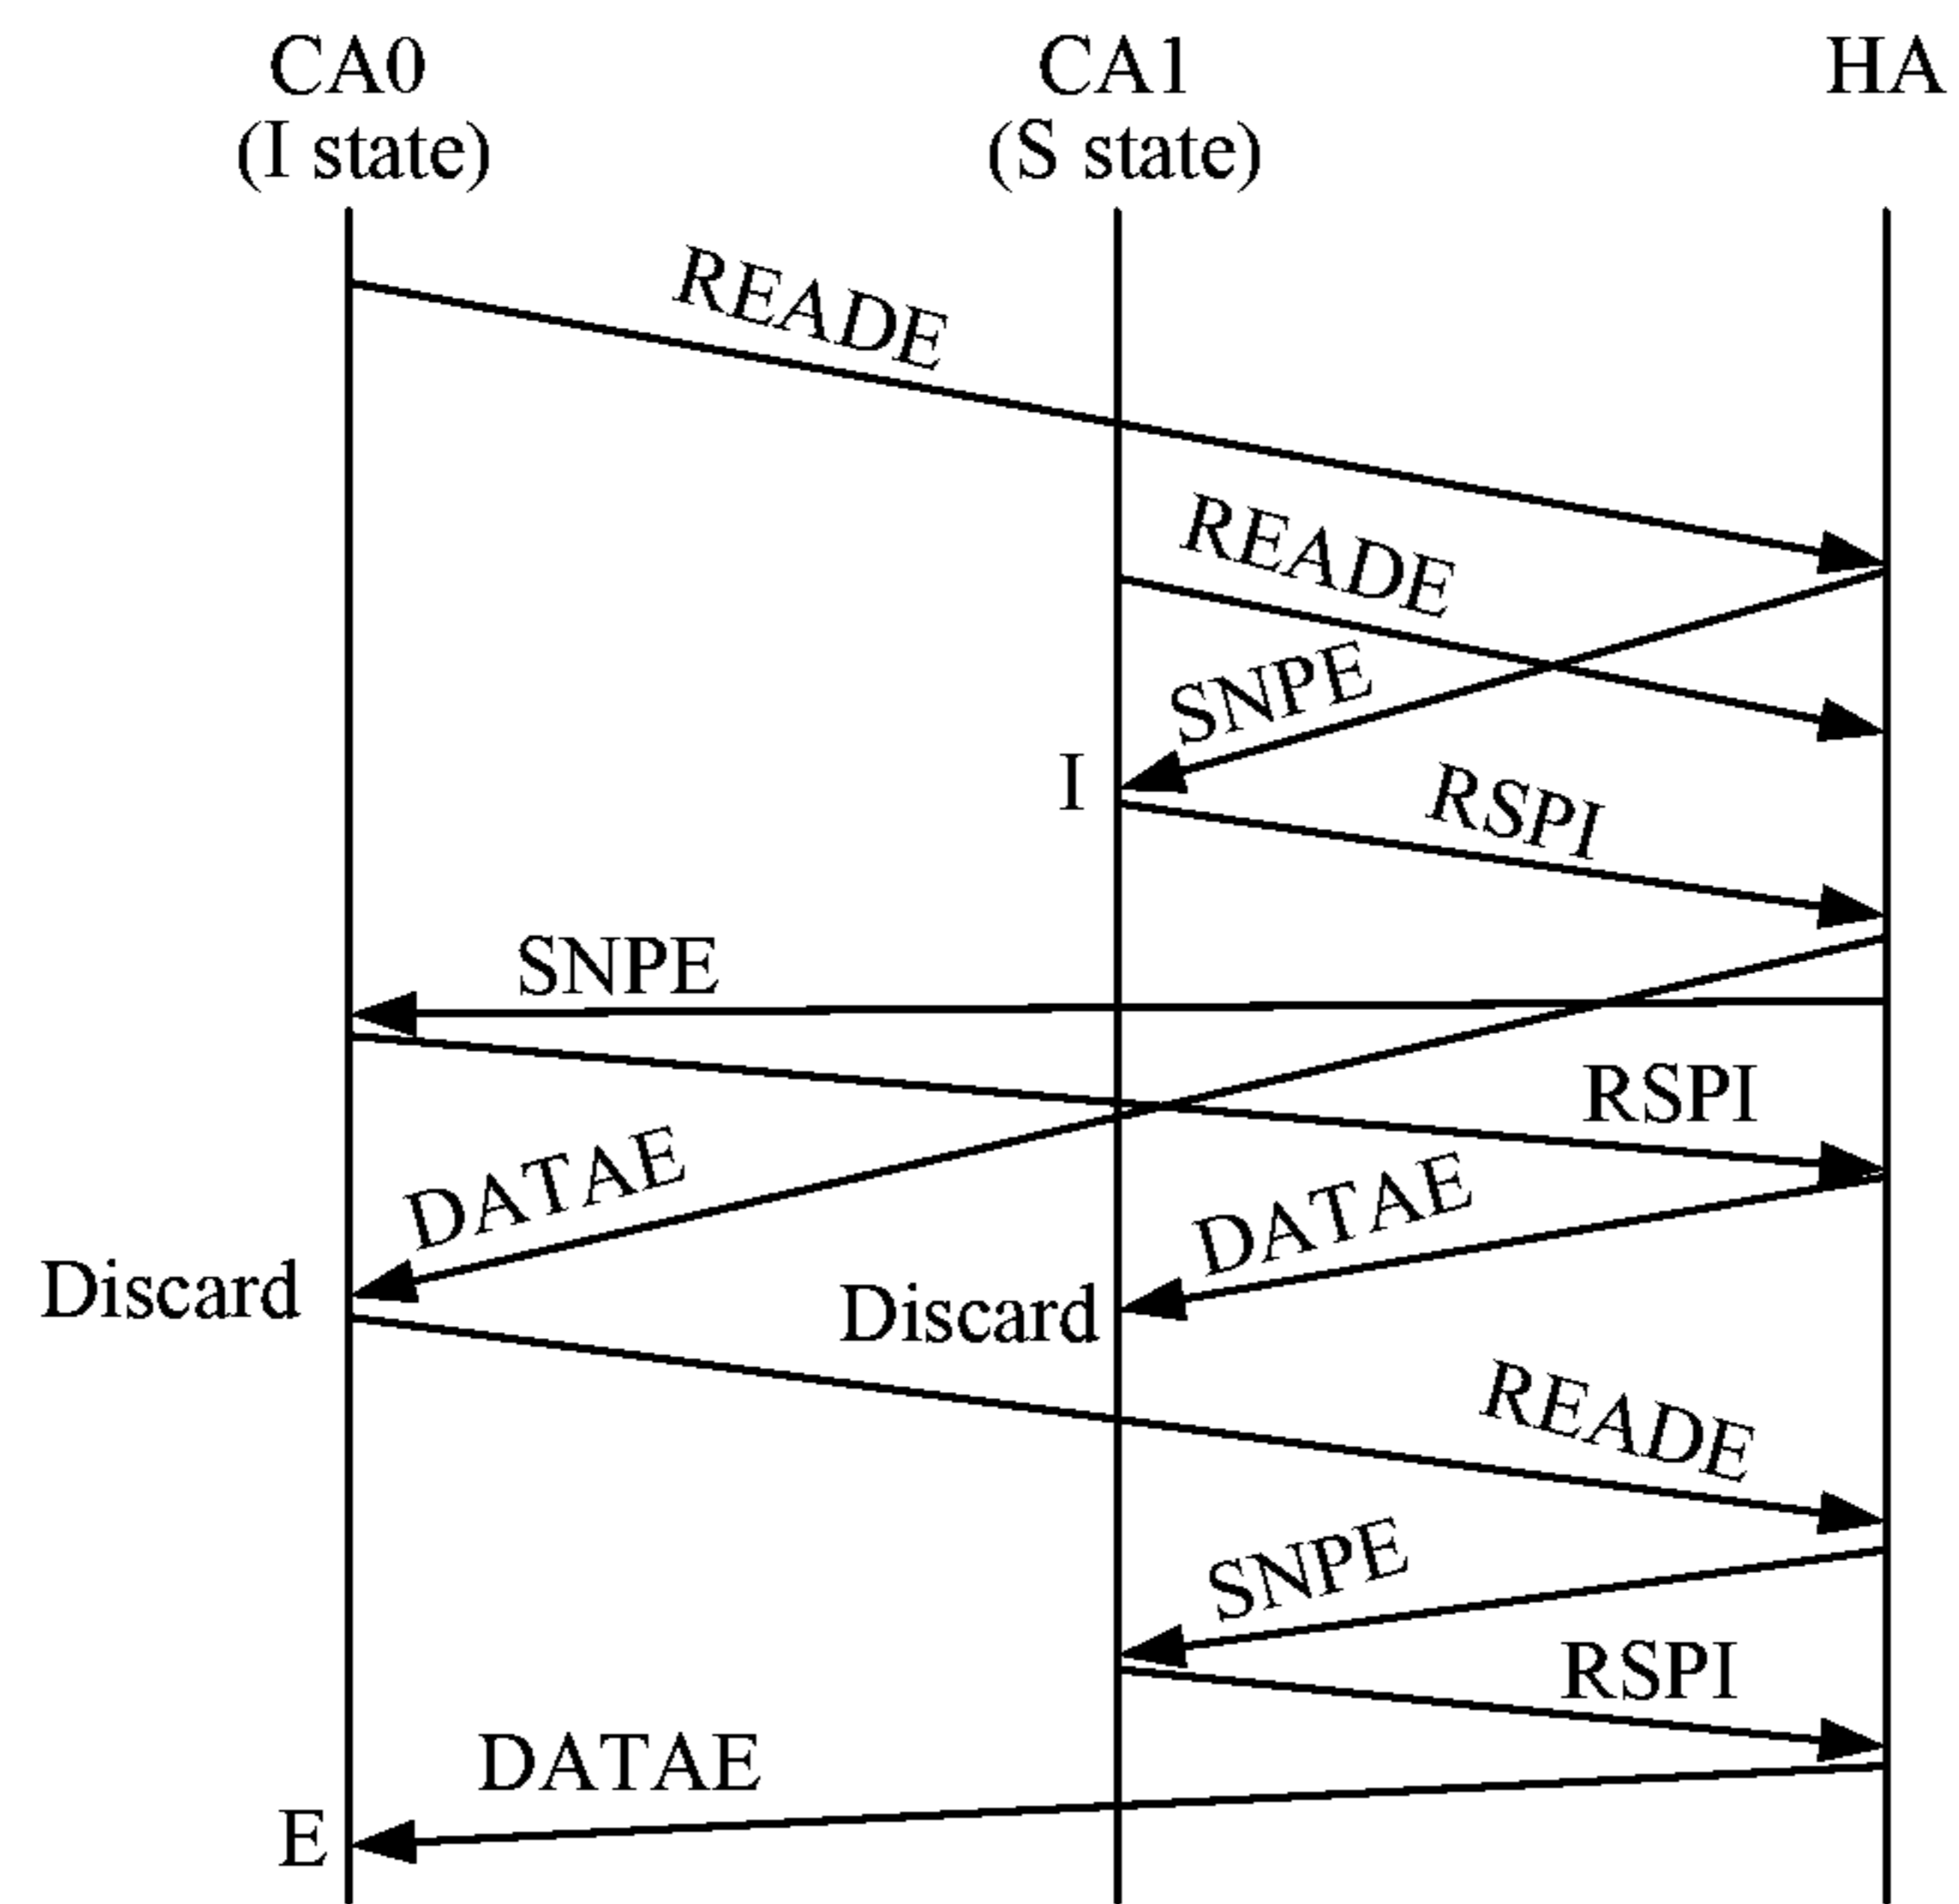 CA0
(I state)
CA1
(S state)
HA
READE
READE
SNPE
I
RSPI
SNPE
RSPI
DATAE
DATAE
Discard
Discard
READE
SNPE
RSPI
DATAE
E